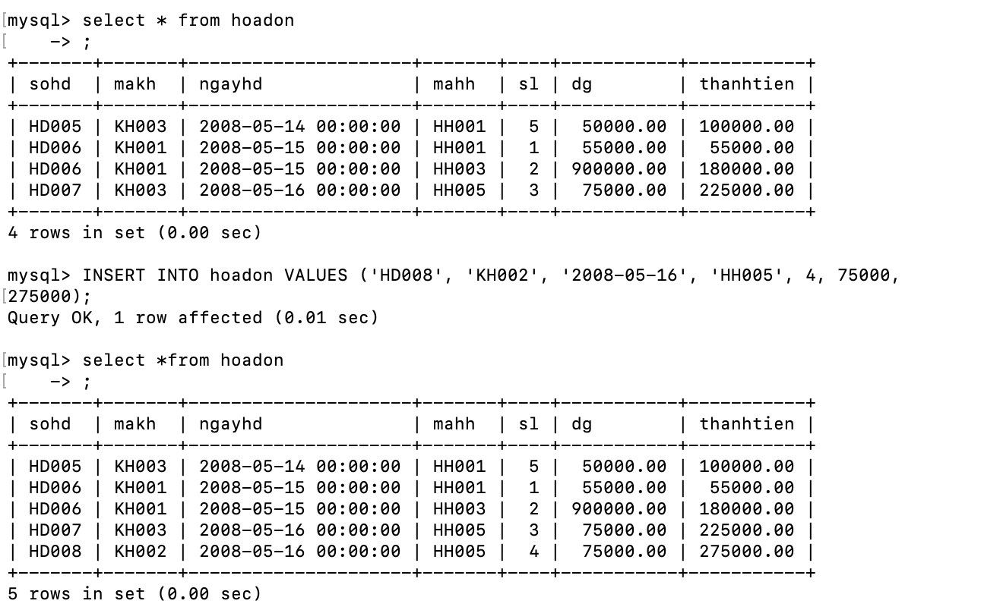 [mysql> select * from hoadon
[    -> ;
+-------+-------+---------------------+-------+----+-----------+-----------+
| sohd  | makh  | ngayhd              | mahh  | sl | dg        | thanhtien |
+-------+-------+---------------------+-------+----+-----------+-----------+
| HD005 | KH003 | 2008-05-14 00:00:00 | HH001 |  5 |  50000.00 | 100000.00 |
| HD006 | KH001 | 2008-05-15 00:00:00 | HH001 |  1 |  55000.00 |  55000.00 |
| HD006 | KH001 | 2008-05-15 00:00:00 | HH003 |  2 | 900000.00 | 180000.00 |
| HD007 | KH003 | 2008-05-16 00:00:00 | HH005 |  3 |  75000.00 | 225000.00 |
+-------+-------+---------------------+-------+----+-----------+-----------+
4 rows in set (0.00 sec)
mysql> INSERT INTO hoadon VALUES ('HD008', 'KH002', '2008-05-16', 'HH005', 4, 75000,
[275000);
Query OK, 1 row affected (0.01 sec)
[mysql> select *from hoadon
[    -> ;
+-------+-------+---------------------+-------+----+-----------+-----------+
| sohd  | makh  | ngayhd              | mahh  | sl | dg        | thanhtien |
+-------+-------+---------------------+-------+----+-----------+-----------+
| HD005 | KH003 | 2008-05-14 00:00:00 | HH001 |  5 |  50000.00 | 100000.00 |
| HD006 | KH001 | 2008-05-15 00:00:00 | HH001 |  1 |  55000.00 |  55000.00 |
| HD006 | KH001 | 2008-05-15 00:00:00 | HH003 |  2 | 900000.00 | 180000.00 |
| HD007 | KH003 | 2008-05-16 00:00:00 | HH005 |  3 |  75000.00 | 225000.00 |
| HD008 | KH002 | 2008-05-16 00:00:00 | HH005 |  4 |  75000.00 | 275000.00 |
+-------+-------+---------------------+-------+----+-----------+-----------+
5 rows in set (0.00 sec)